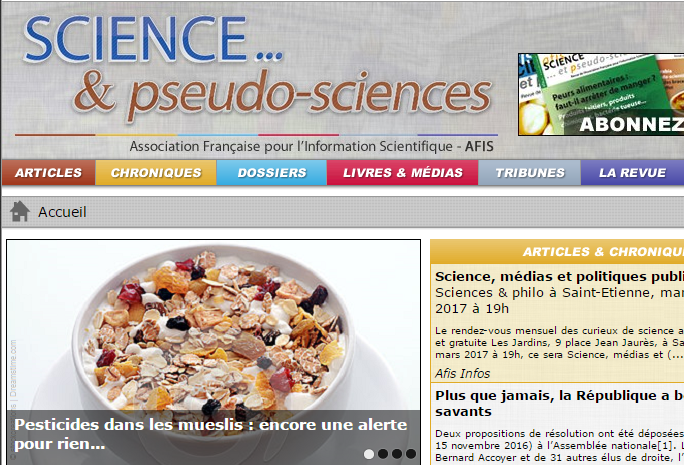 SCIENCE...
& pseudo-sciences
Association Française pour l'Information Scientifique - AFIS
SCIENCE
et pseudo-sciences
Peurs alimentaires :
faut-il arrêter de manger ?
Produits laitiers, produits
ABONNEZ
ARTICLES
CHRONIQUES
DOSSIERS
LIVRES & MÉDIAS
TRIBUNES
LA REVUE
Accueil
Dreamstime.com
Pesticides dans les mueslis : encore une alerte
pour rien...
ARTICLES & CHRONIQU
Science, médias et politiques publi
Sciences & philo à Saint-Etienne, mar
2017 à 19h
Le rendez-vous mensuel des curieux de science a
et gratuite Les Jardins, 9 place Jean Jaurès, à Sa
mars 2017 à 19h, ce sera Science, médias et (...
Afis Infos
Plus que jamais, la République a be
savants
Deux propositions de résolution ont été déposées
15 novembre 2016) à l'Assemblée nationale[1]. L
Bernard Accoyer et de 31 autres élus de droite, l'